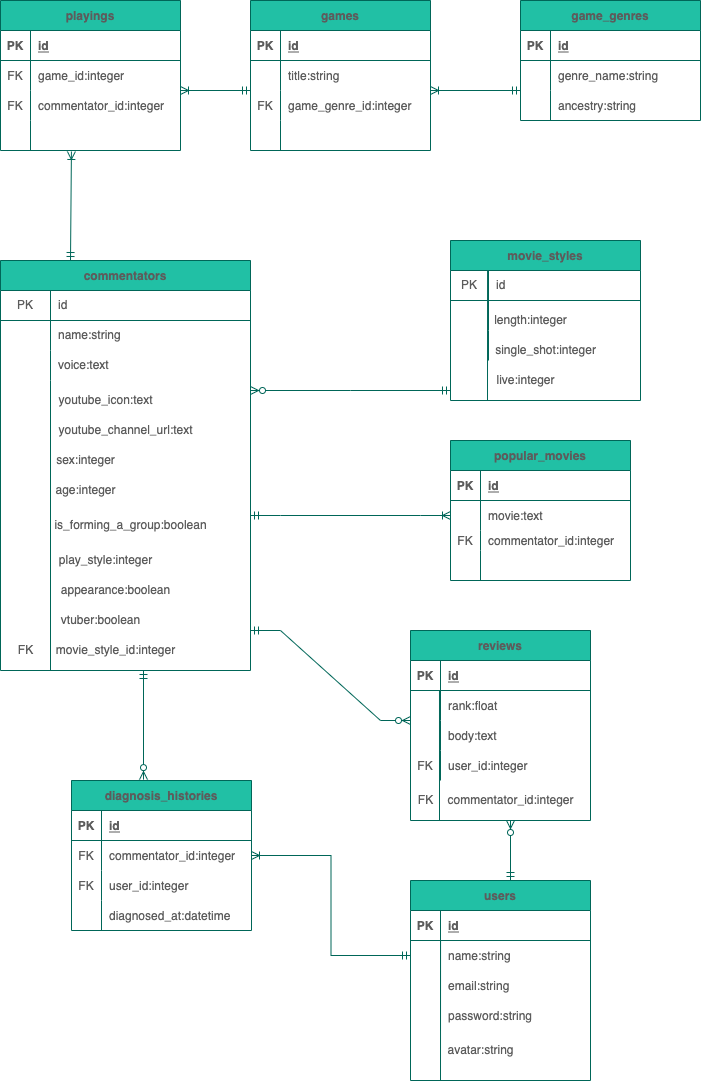 playings
PK id
FK game_id:integer
FK commentator_id:integer
games
PK id
title:string
FK game_genre_id:integer
game_genres
PK id
genre_name:string
ancestry:string
commentators
PK id
name:string
voice:text
youtube_icon:text
youtube_channel_url:text
sex:integer
age:integer
is_forming_a_group:boolean
play_style:integer
appearance:boolean
vtuber:boolean
FK movie_style_id:integer
movie_styles
PK id
length:integer
single_shot:integer
live:integer
popular_movies
PK id
movie:text
FK commentator_id:integer
reviews
PK id
rank:float
body:text
FK user_id:integer
FK commentator_id:integer
diagnosis_histories
PK id
FK commentator_id:integer
FK user_id:integer
diagnosed_at:datetime
users
PK id
name:string
email:string
password:string
avatar:string